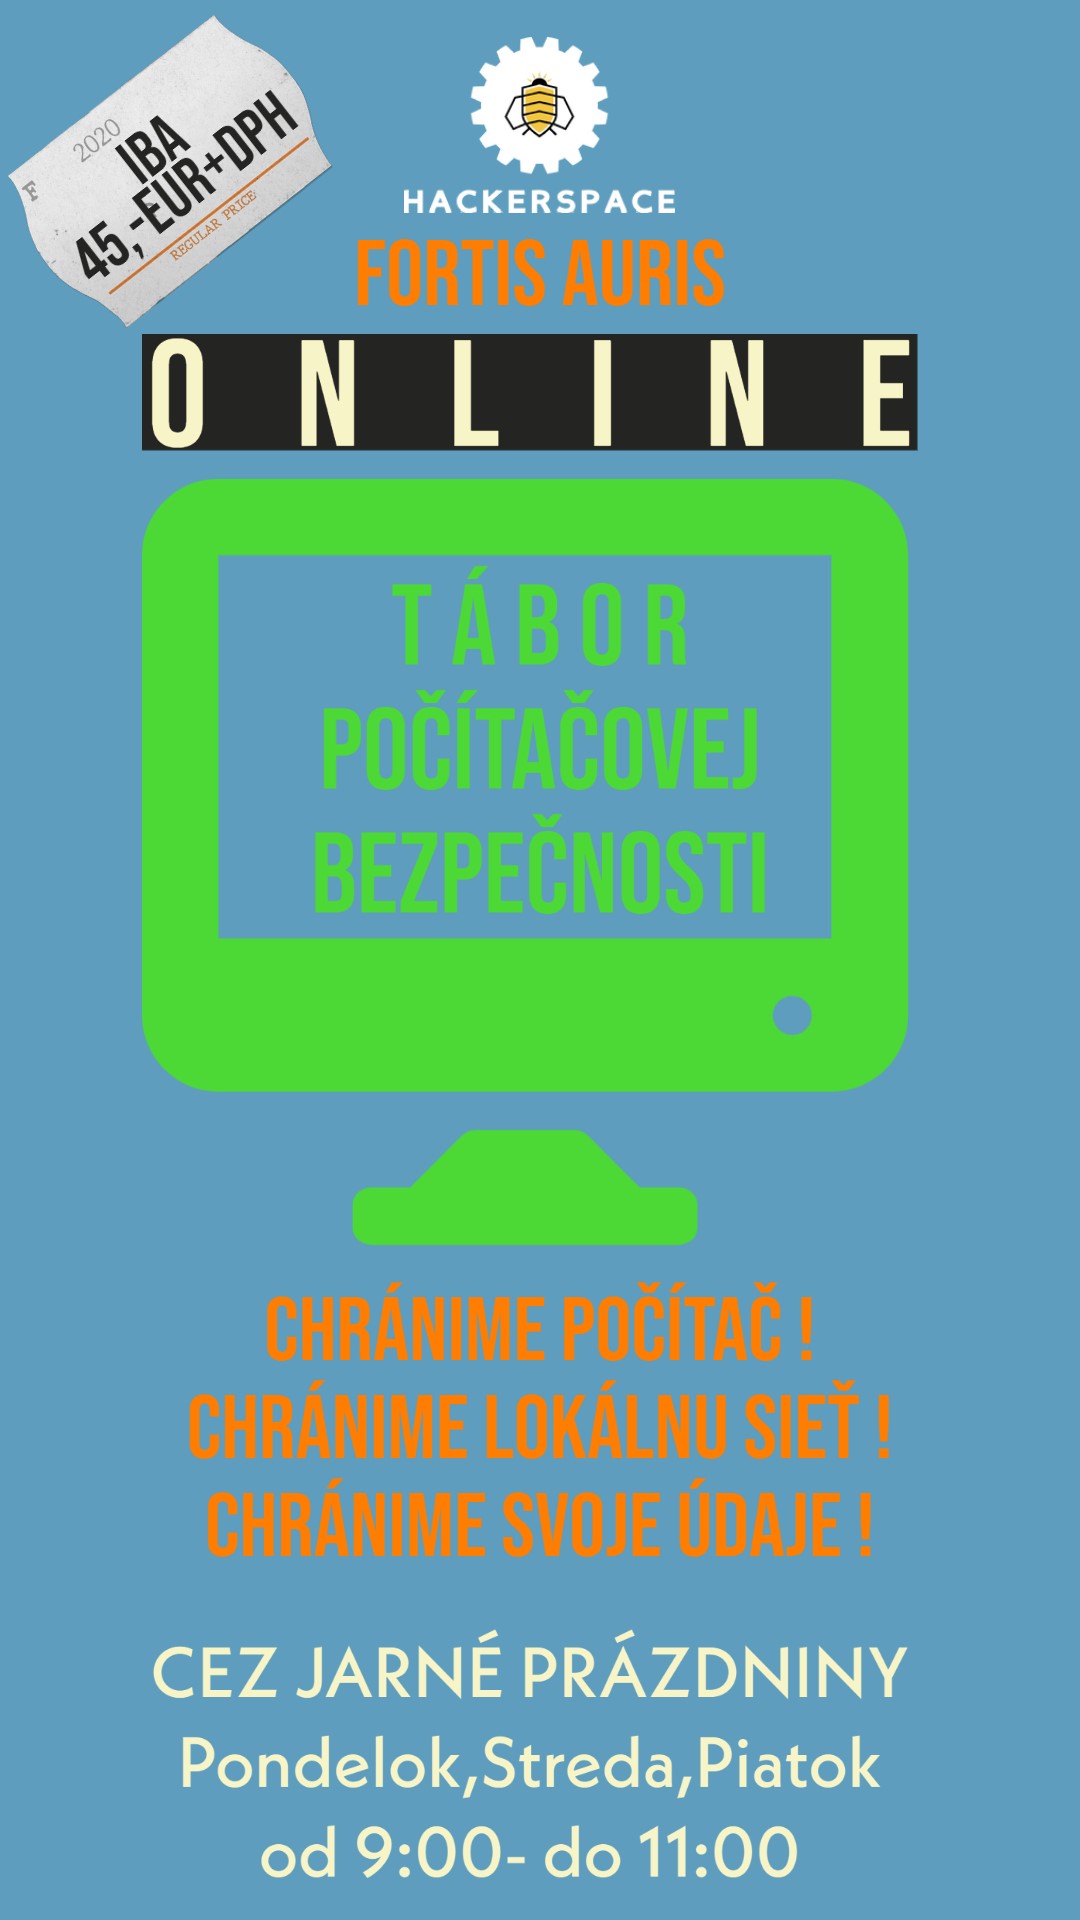 2020
F
IBA
45,-EUR+DPH
REGULAR PRICE
HACKERSPACE
FORTIS AURIS
ONLINE
TÁBOR
POČÍTAČOVEJ
BEZPEČNOSTI
CHRÁNIME POČÍTAČ !
CHRÁNIME LOKÁLNU SIEŤ !
CHRÁNIME SVOJE ÚDAJE !
CEZ JARNÉ PRÁZDNINY
Pondelok,Streda,Piatok
od 9:00- do 11:00